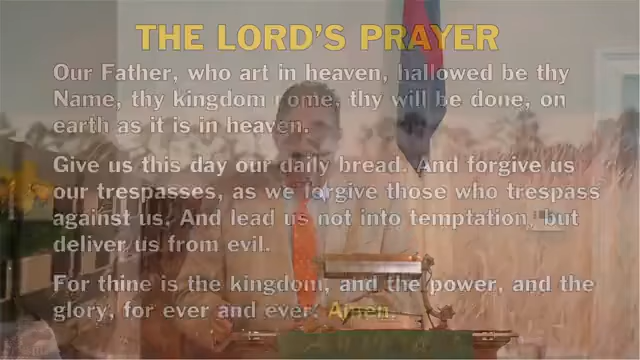 THE LORD'S PRAYER
Our Father, who art in heaven, hallowed be thy
Name, thy kingdom come, thy will be done, on
earth as it is in heaven.
Give us this day our daily bread. And forgive us
our trespasses, as we forgive those who trespass
against us. And lead us not into temptation, but
deliver us from evil.
For thine is the kingdom, and the power, and the
glory, for ever and ever. Amen.